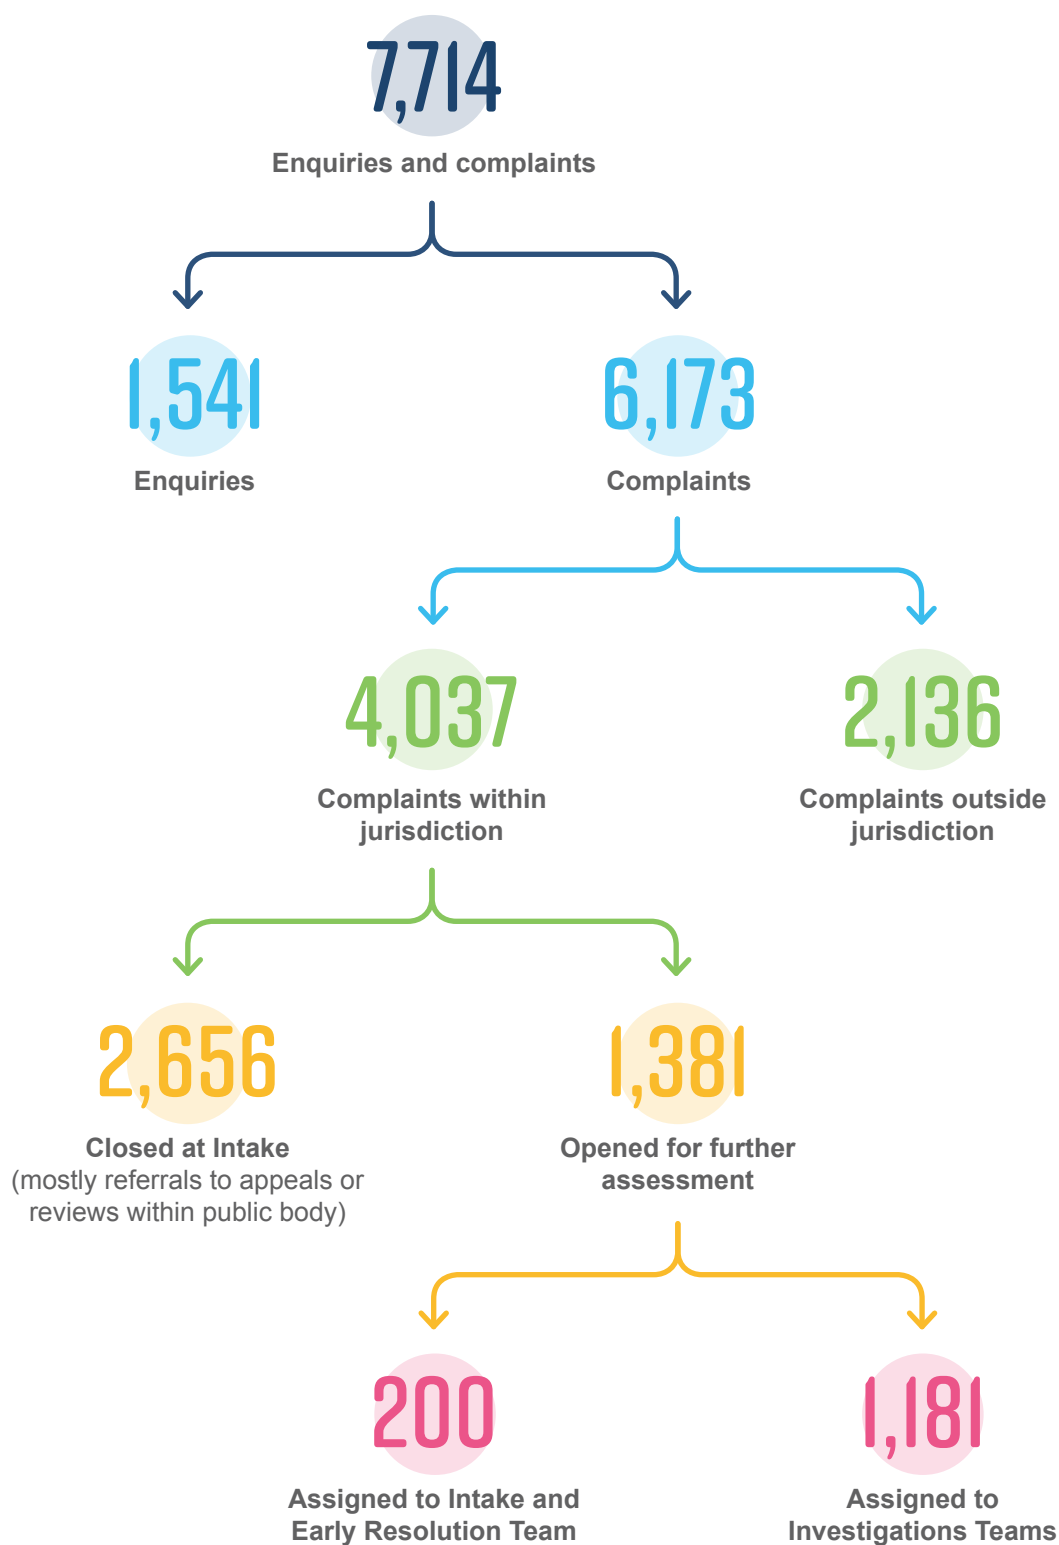 7,714
Enquiries and complaints
1,541
Enquiries
6,173
Complaints
4,037
Complaints within
jurisdiction
2,136
Complaints outside
jurisdiction
2,656
Closed at Intake
(mostly referrals to appeals or
reviews within public body)
1,381
Opened for further
assessment
200
Assigned to Intake and
Early Resolution Team
1,181
Assigned to
Investigations Teams